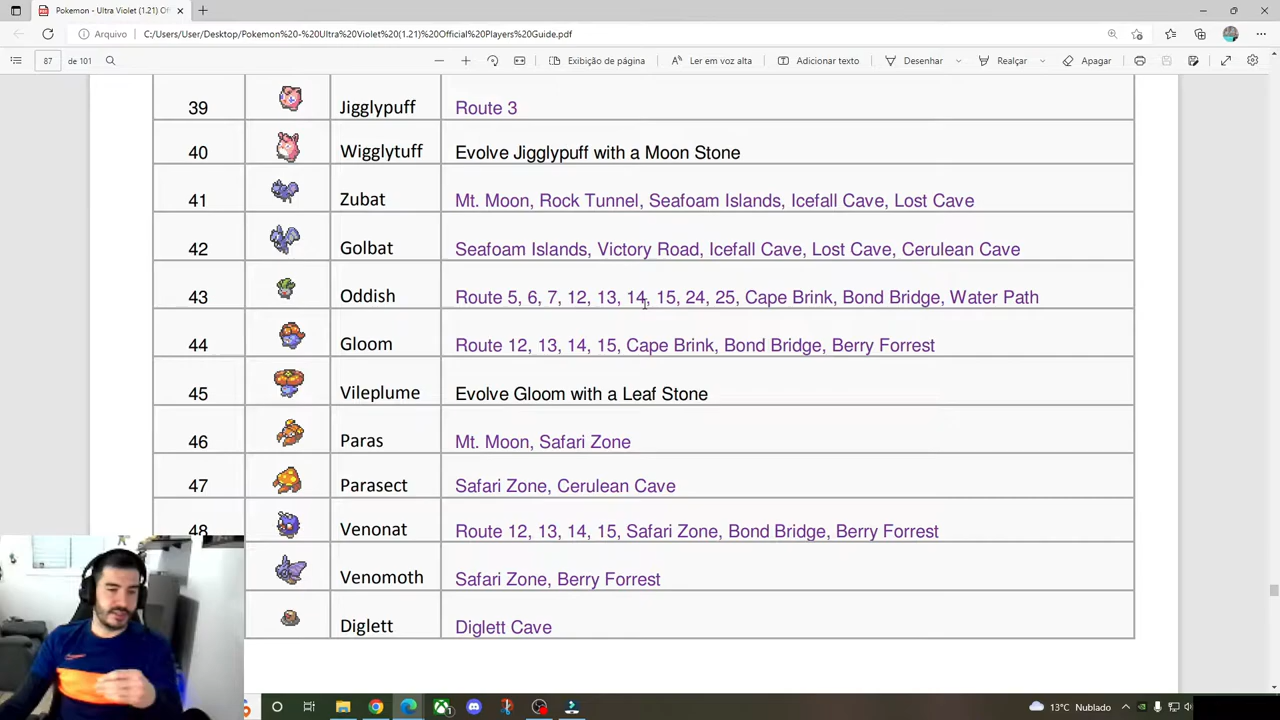 Pokemon - Ultra Violet (1.21) Of
Arquivo
C:/Users/User/Desktop/Pokemon%20-%20Ultra%20Violet%20(1.21)%20Official%20Players%20Guide.pdf
87 de 101
Exibição de página
Ler em voz alta
Adicionar texto
Desenhar
Realçar
Apagar
39 Jigglypuff Route 3
40 Wigglytuff Evolve Jigglypuff with a Moon Stone
41 Zubat Mt. Moon, Rock Tunnel, Seafoam Islands, Icefall Cave, Lost Cave
42 Golbat Seafoam Islands, Victory Road, Icefall Cave, Lost Cave, Cerulean Cave
43 Oddish Route 5, 6, 7, 12, 13, 14, 15, 24, 25, Cape Brink, Bond Bridge, Water Path
44 Gloom Route 12, 13, 14, 15, Cape Brink, Bond Bridge, Berry Forrest
45 Vileplume Evolve Gloom with a Leaf Stone
46 Paras Mt. Moon, Safari Zone
47 Parasect Safari Zone, Cerulean Cave
48 Venonat Route 12, 13, 14, 15, Safari Zone, Bond Bridge, Berry Forrest
Venomoth Safari Zone, Berry Forrest
Diglett Diglett Cave
13°C Nublado